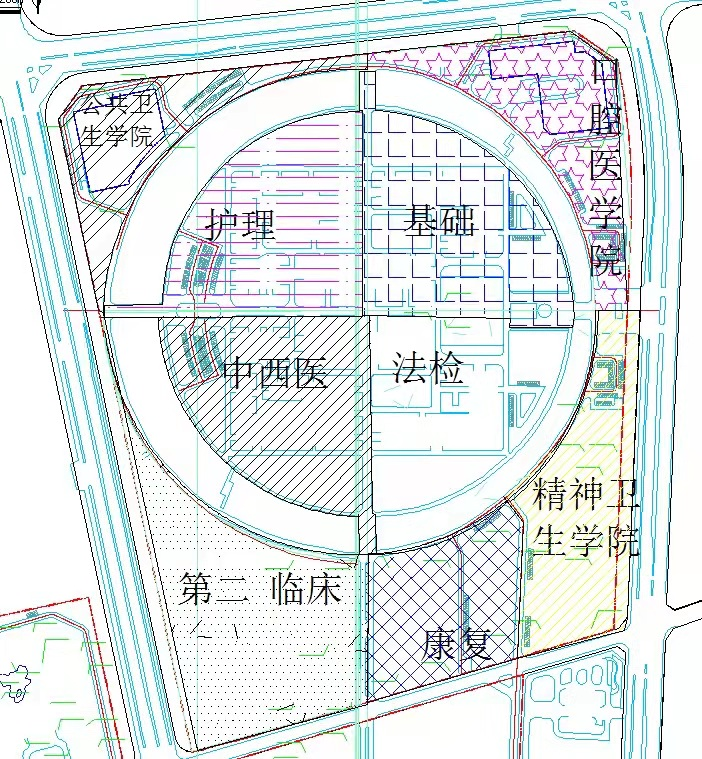 公共卫
生学院
口腔医学院
护理
基础
中西医
法检
精神卫
生学院
第二 临床
康复